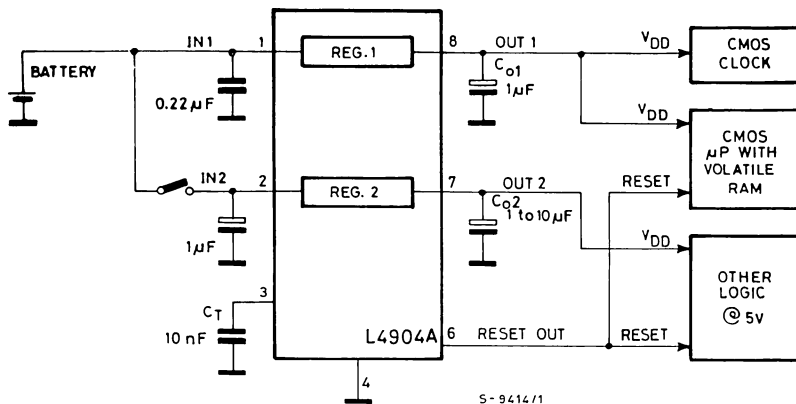 IN1
1
REG. 1
8
OUT 1
VDD
CMOS
CLOCK
BATTERY
0.22µF
Co1
1µF
VDD
CMOS
µP WITH
VOLATILE
RAM
RESET
IN2
2
REG. 2
7
OUT 2
1µF
Co2
1 to 10µF
VDD
OTHER
LOGIC
@ 5V
3
CT
10 nF
L4904A
6
RESET OUT
RESET
4
S-9414/1